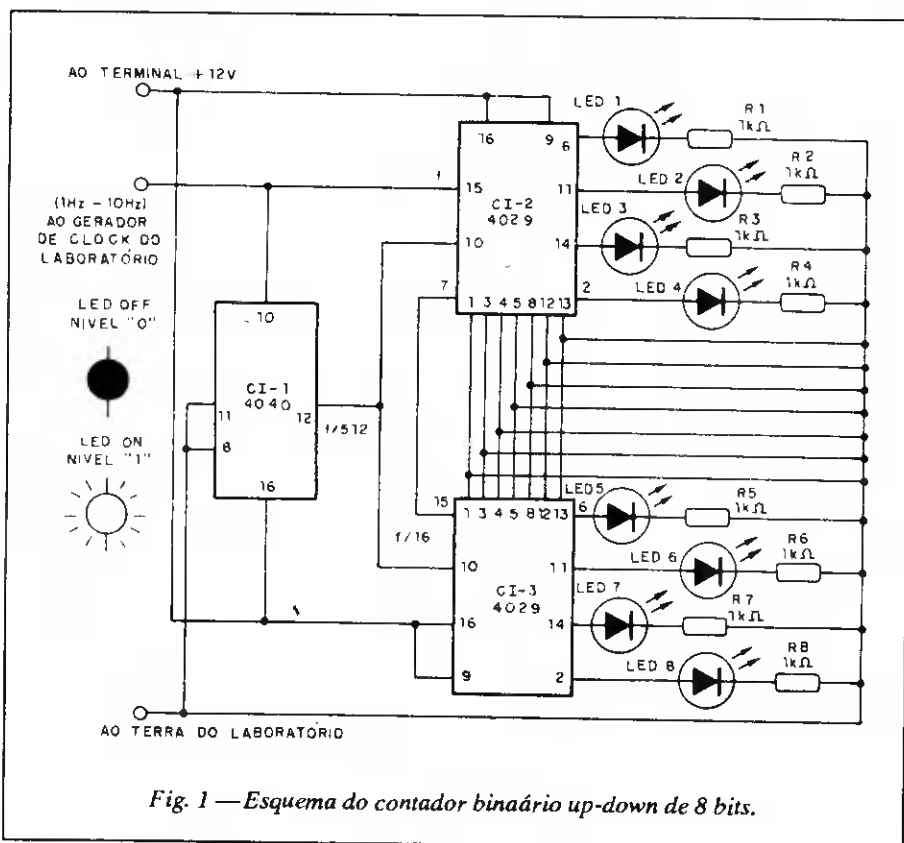 AO TERMINAL +12V
(1Hz - 10Hz)
AO GERADOR
DE CLOCK DO
LABORATÓRIO
LED OFF
NIVEL "0"
LED ON
NIVEL "1"
10
CI-1
4040
11
8
12
16
f/512
f
16
9
6
15
11
CI-2
4029
10
14
7
2
1 3 4 5 8 12 13
LED 1
R1
1kΩ
LED 2
R2
1kΩ
LED 3
R3
1kΩ
LED 4
R4
1kΩ
15
f/16
1 3 4 5 8 12 13
6
10
11
CI-3
4029
16
14
9
2
LED5
R5
1kΩ
LED 6
R6
1kΩ
LED 7
R7
1kΩ
LED 8
R8
1kΩ
AO TERRA DO LABORATÓRIO
Fig. 1 — Esquema do contador binaário up-down de 8 bits.